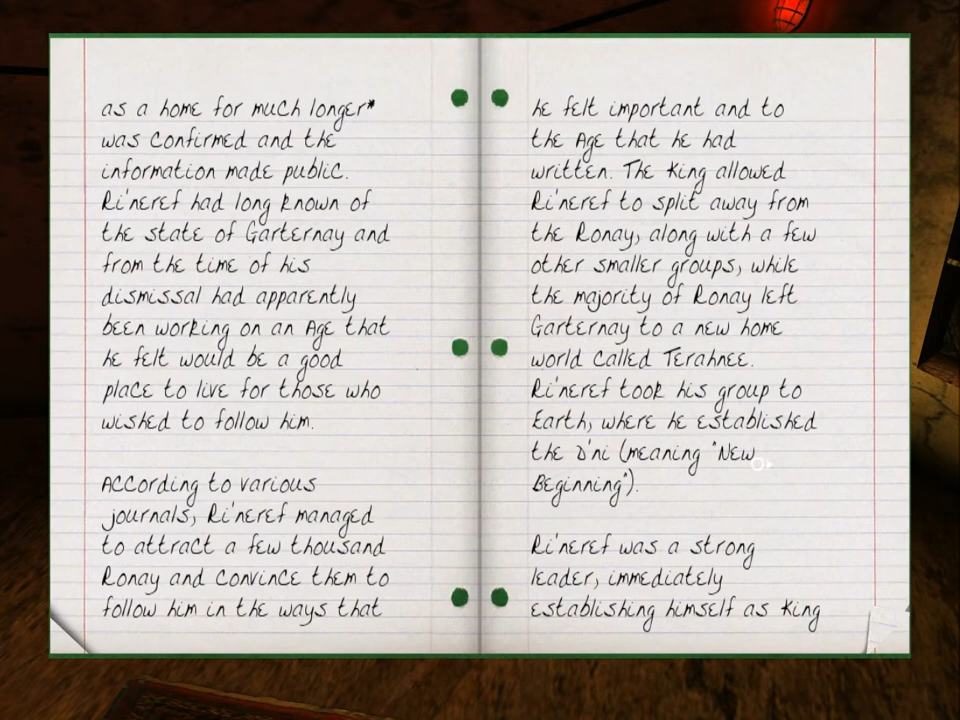 as a home for much longer"
was confirmed and the
information made public.
Ri'neref had long known of
the state of Garternay and
from the time of his
dismissal had apparently
been working on an Age that
he felt would be a good
place to live for those who
wished to follow him.
According to various
journals, Ri'neref managed
to attract a few thousand
Ronay and convince them to
follow him in the ways that
he felt important and to
the Age that he had
written. The King allowed
Ri'neref to split away from
the Ronay, along with a few
other smaller groups, while
the majority of Ronay left
Garternay to a new home
world called Terahnee.
Ri'neref took his group to
Earth, where he established
the D'ni (meaning "New
Beginning").
Ri'neref was a strong
leader, immediately
establishing himself as King